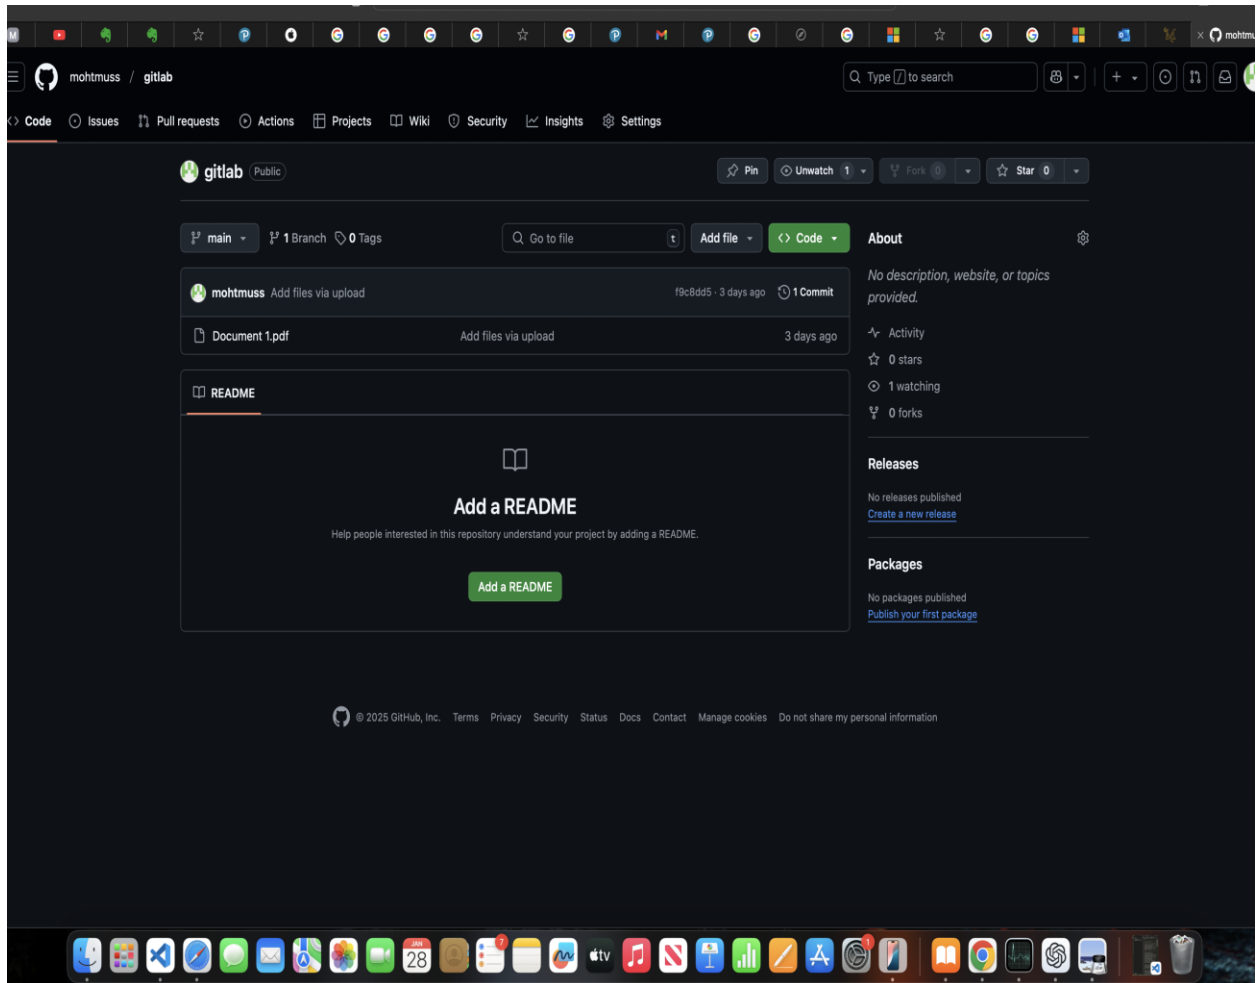 mohtmu
mohtmuss / gitlab
Type / to search
Code Issues Pull requests Actions Projects Wiki Security Insights Settings
gitlab Public
Pin Unwatch 1 Fork 0 Star 0
main 1 Branch 0 Tags Go to file t Add file Code
About
No description, website, or topics
provided.
mohtmuss Add files via upload f9c8dd5 · 3 days ago 1 Commit
Document 1.pdf Add files via upload 3 days ago
Activity
0 stars
1 watching
0 forks
README
Releases
No releases published
Create a new release
Add a README
Help people interested in this repository understand your project by adding a README.
Add a README
Packages
No packages published
Publish your first package
© 2025 GitHub, Inc. Terms Privacy Security Status Docs Contact Manage cookies Do not share my personal information
JAN
28
7
tv
1